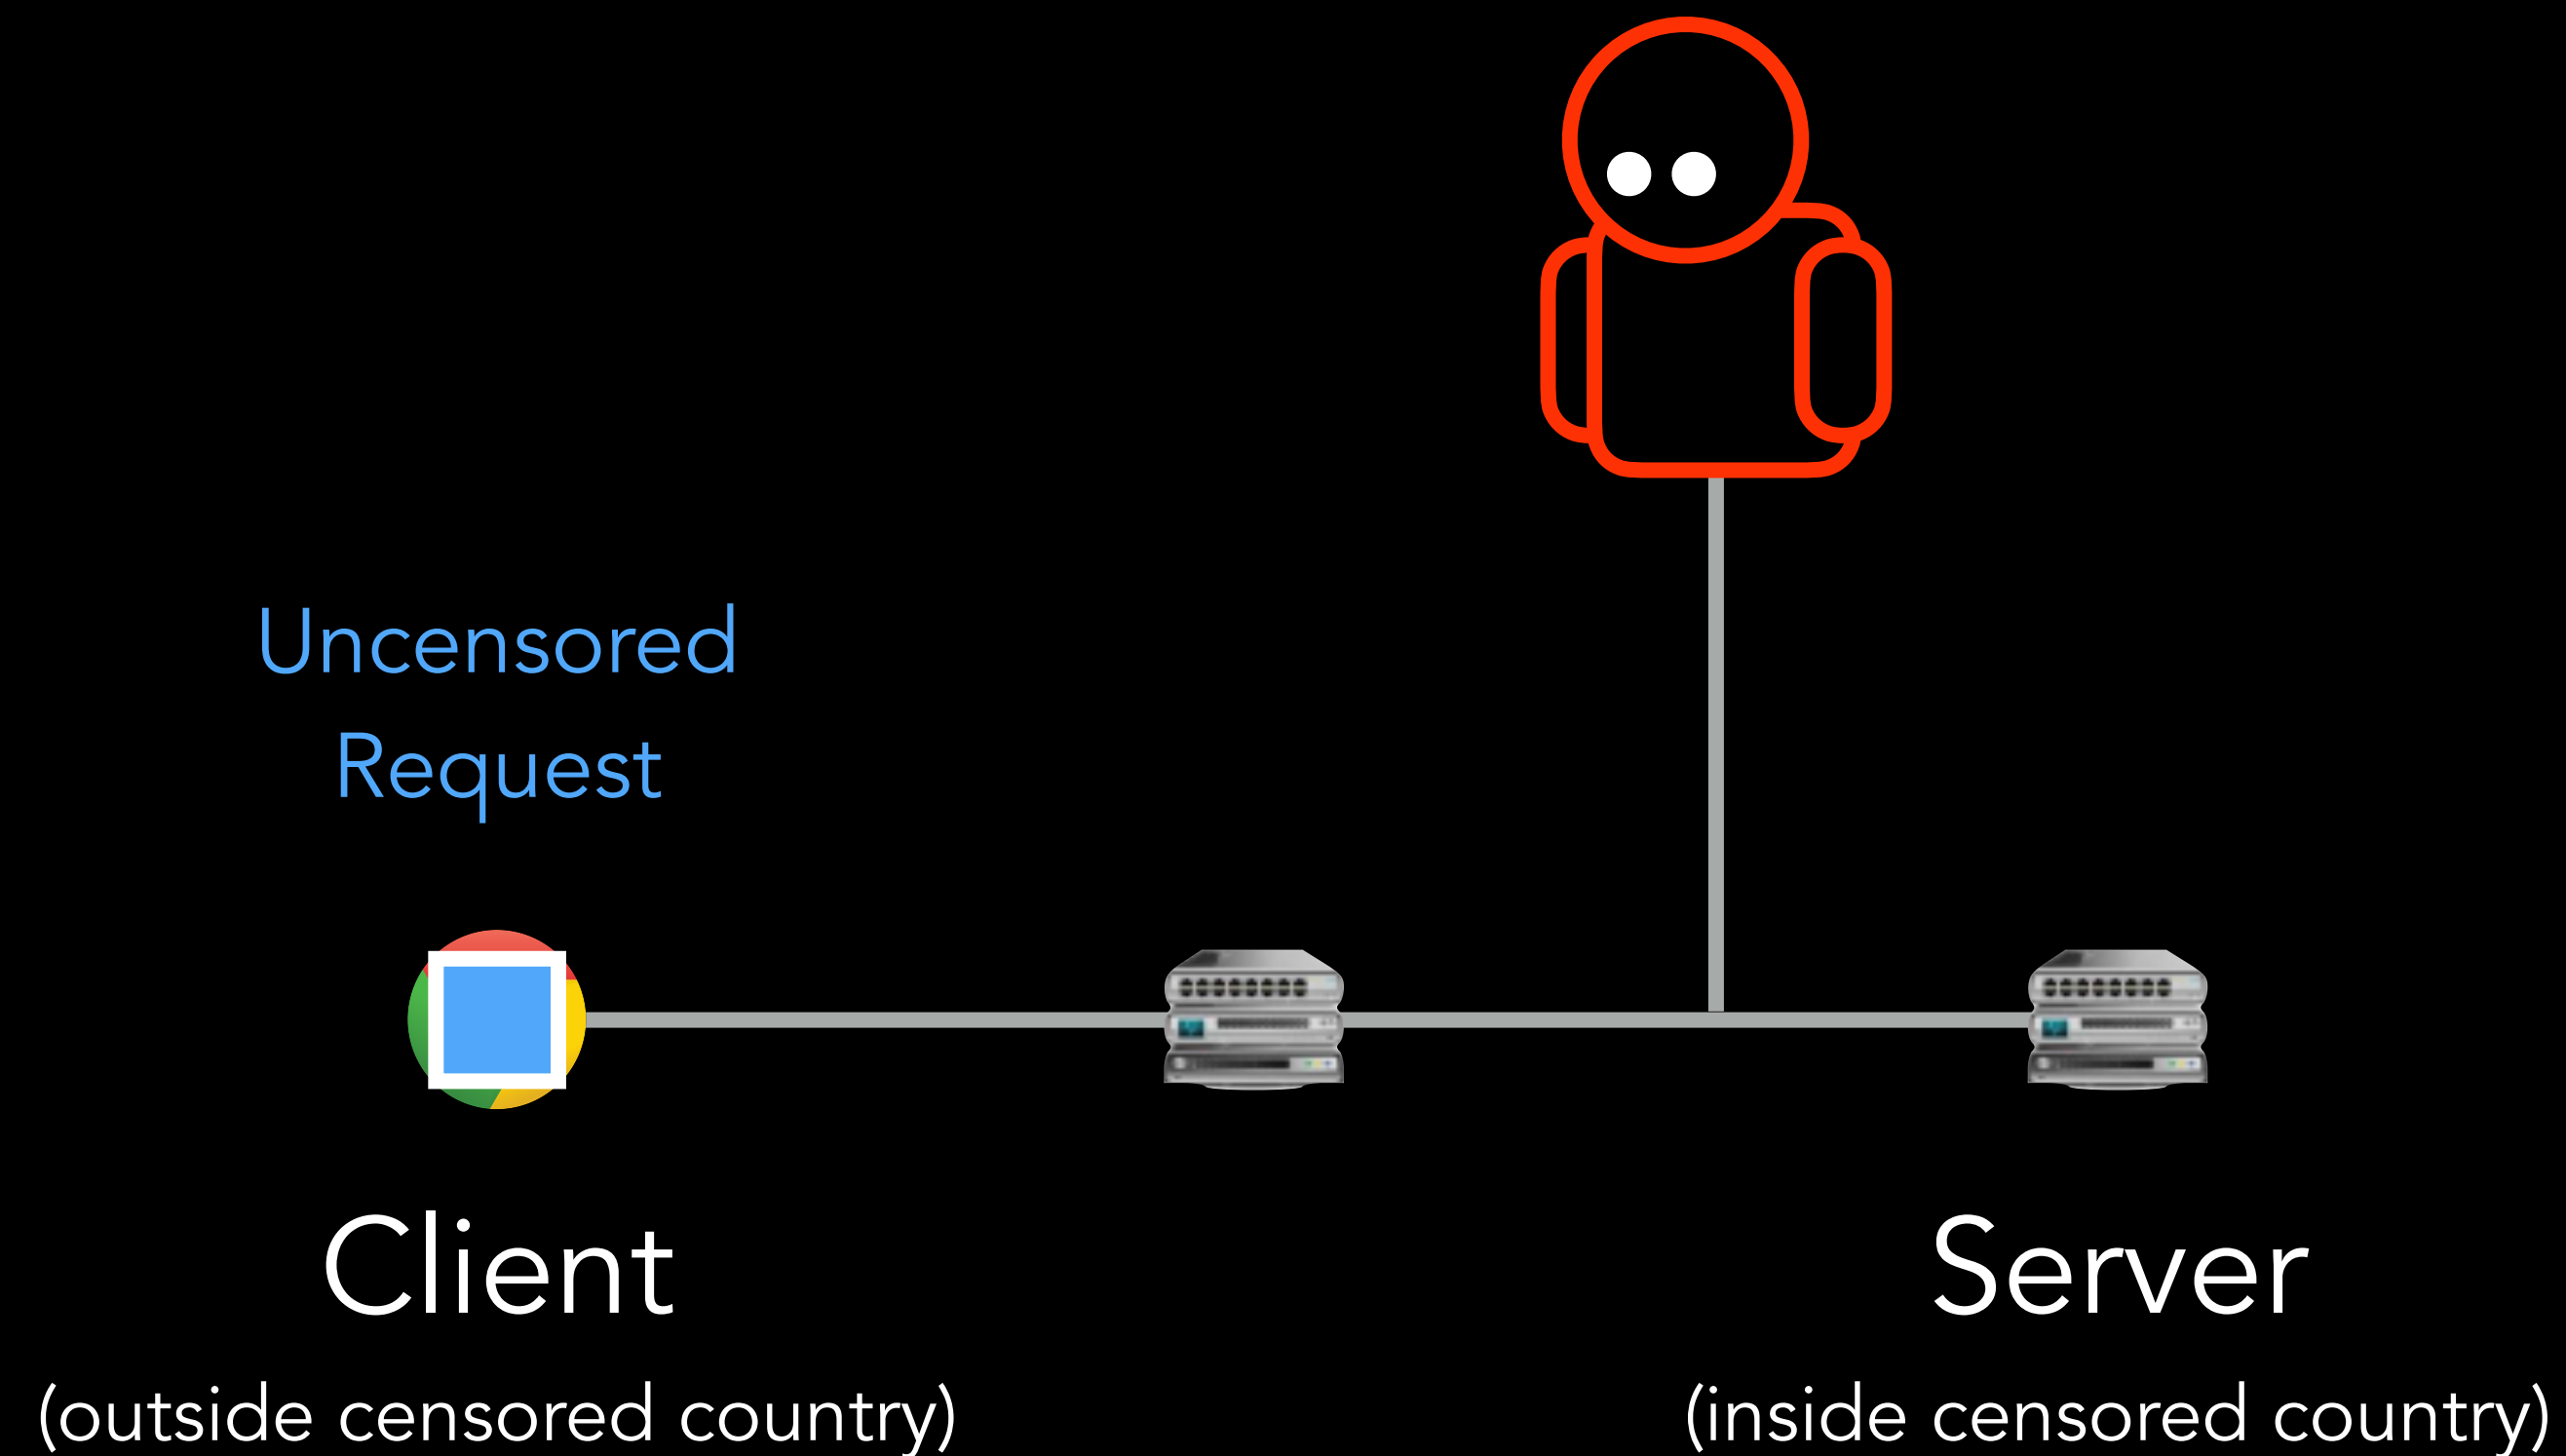 Uncensored
Request
Client
Server
(outside censored country)
(inside censored country)